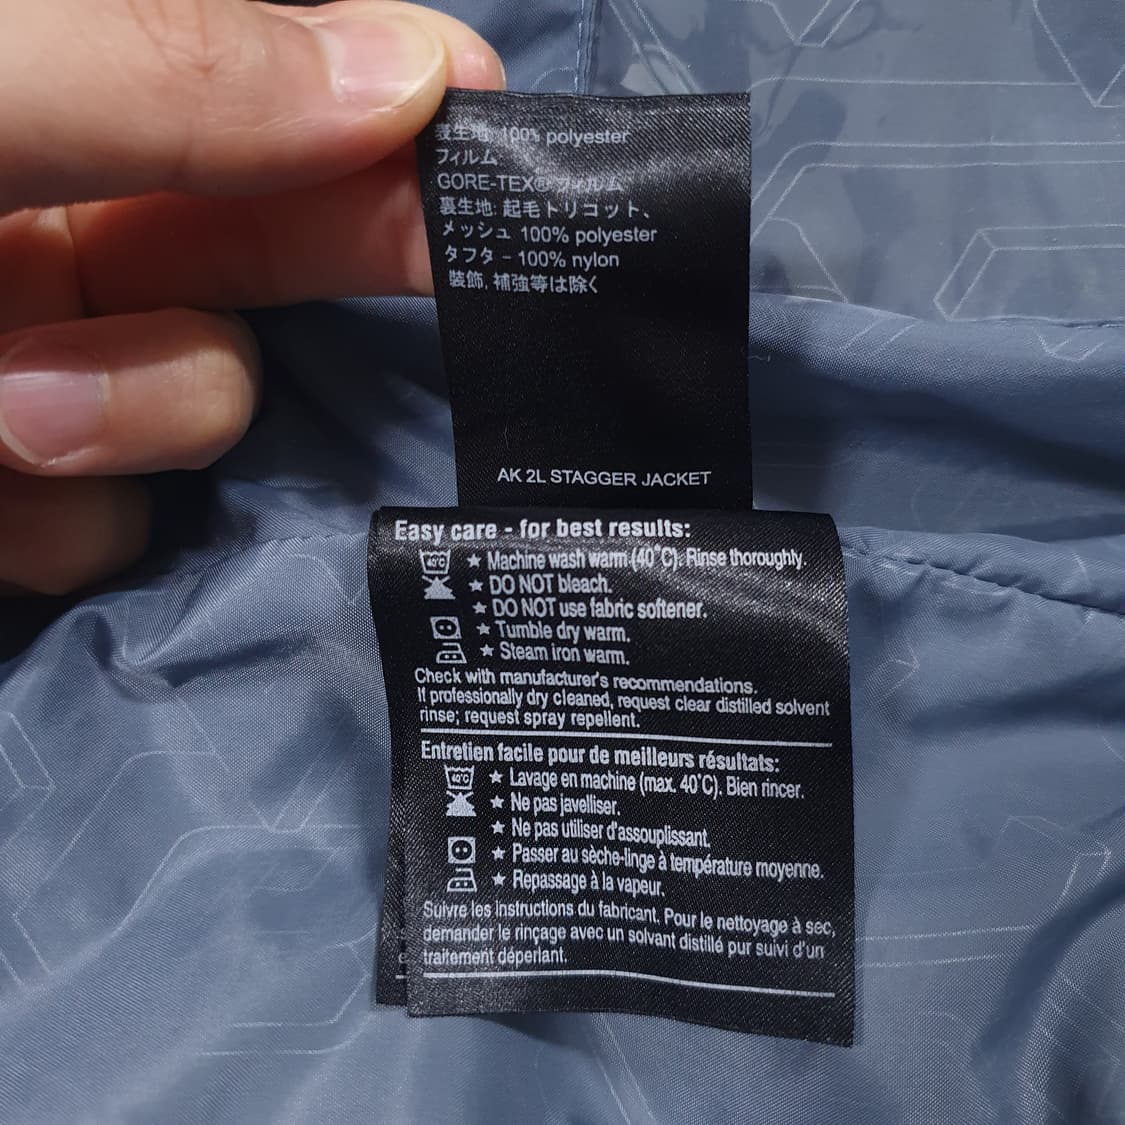 表生地: 100% polyester
フィルム
GORE-TEX® フィルム
裏生地: 起毛トリコット、
メッシュ 100% polyester
タフタ - 100% nylon
装飾, 補強等は除く
AK 2L STAGGER JACKET
Easy care - for best results:
40°C ★ Machine wash warm (40°C). Rinse thoroughly.
★ DO NOT bleach.
★ DO NOT use fabric softener.
★ Tumble dry warm.
★ Steam iron warm.
Check with manufacturer's recommendations.
If professionally dry cleaned, request clear distilled solvent
rinse; request spray repellent.
Entretien facile pour de meilleurs résultats:
40°C ★ Lavage en machine (max. 40°C). Bien rincer.
★ Ne pas javelliser.
★ Ne pas utiliser d'assouplissant.
★ Passer au sèche-linge à température moyenne.
★ Repassage à la vapeur.
Suivre les instructions du fabricant. Pour le nettoyage à sec,
demander le rinçage avec un solvant distillé pur suivi d'un
traitement déperlant.